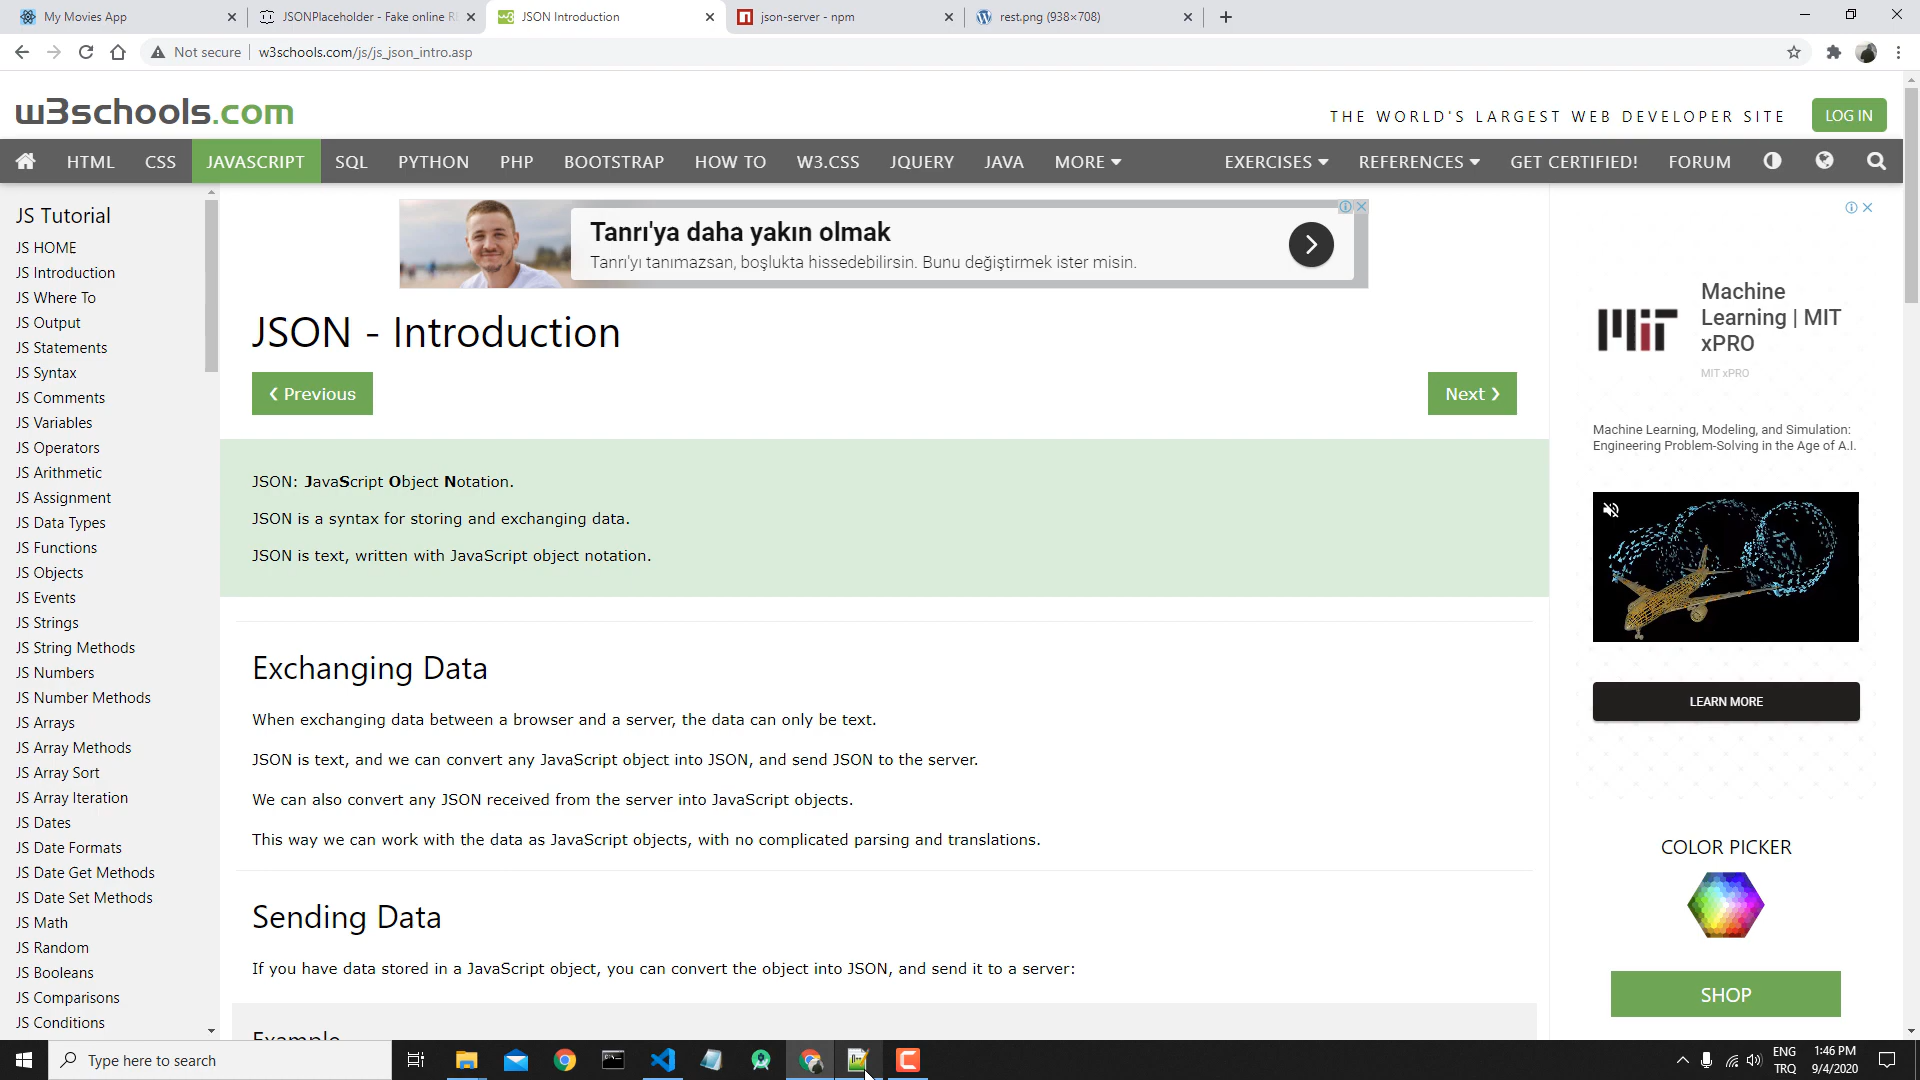 My Movies App
JSONPlaceholder - Fake online R
JSON Introduction
json-server - npm
rest.png (938×708)
Not secure
w3schools.com/js/js_json_intro.asp
w3schools.com
THE WORLD'S LARGEST WEB DEVELOPER SITE
LOG IN
HTML
CSS
JAVASCRIPT
SQL
PYTHON
PHP
BOOTSTRAP
HOW TO
W3.CSS
JQUERY
JAVA
MORE
EXERCISES
REFERENCES
GET CERTIFIED!
FORUM
JS Tutorial
JS HOME
JS Introduction
JS Where To
JS Output
JS Statements
JS Syntax
JS Comments
JS Variables
JS Operators
JS Arithmetic
JS Assignment
JS Data Types
JS Functions
JS Objects
JS Events
JS Strings
JS String Methods
JS Numbers
JS Number Methods
JS Arrays
JS Array Methods
JS Array Sort
JS Array Iteration
JS Dates
JS Date Formats
JS Date Get Methods
JS Date Set Methods
JS Math
JS Random
JS Booleans
JS Comparisons
JS Conditions
Tanrı'ya daha yakın olmak
Tanrı'yı tanımazsan, boşlukta hissedebilirsin. Bunu değiştirmek ister misin.
JSON - Introduction
❮ Previous
Next ❯
JSON: JavaScript Object Notation.
JSON is a syntax for storing and exchanging data.
JSON is text, written with JavaScript object notation.
Exchanging Data
When exchanging data between a browser and a server, the data can only be text.
JSON is text, and we can convert any JavaScript object into JSON, and send JSON to the server.
We can also convert any JSON received from the server into JavaScript objects.
This way we can work with the data as JavaScript objects, with no complicated parsing and translations.
Sending Data
If you have data stored in a JavaScript object, you can convert the object into JSON, and send it to a server:
Example
MIT
Machine
Learning | MIT
xPRO
MIT xPRO
Machine Learning, Modeling, and Simulation:
Engineering Problem-Solving in the Age of A.I.
LEARN MORE
COLOR PICKER
SHOP
Type here to search
ENG
TRQ
1:46 PM
9/4/2020